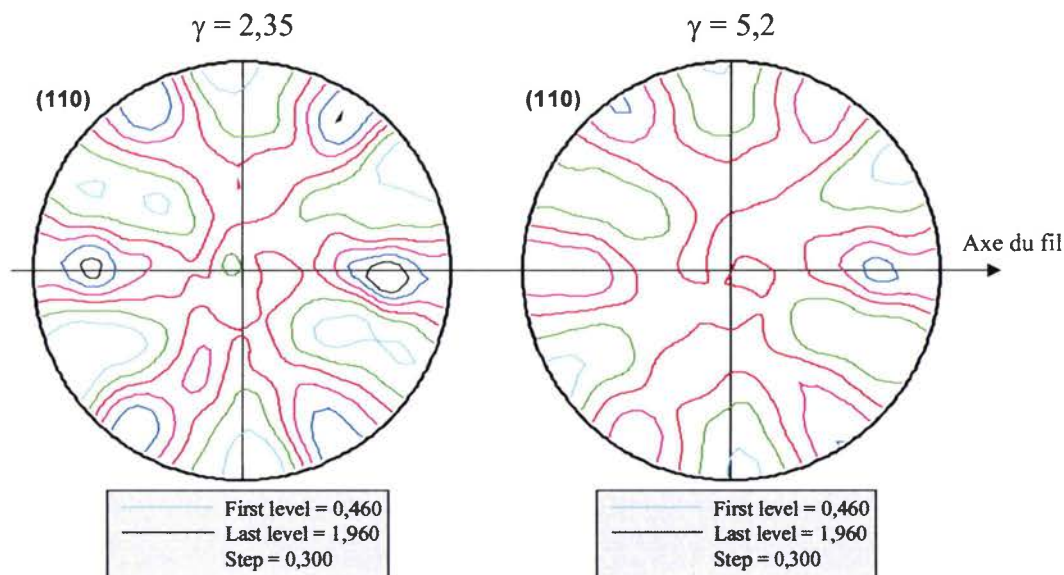 γ = 2,35
γ = 5,2
(110)
(110)
Axe du fil
First level = 0,460
Last level = 1,960
Step = 0,300
First level = 0,460
Last level = 1,960
Step = 0,300